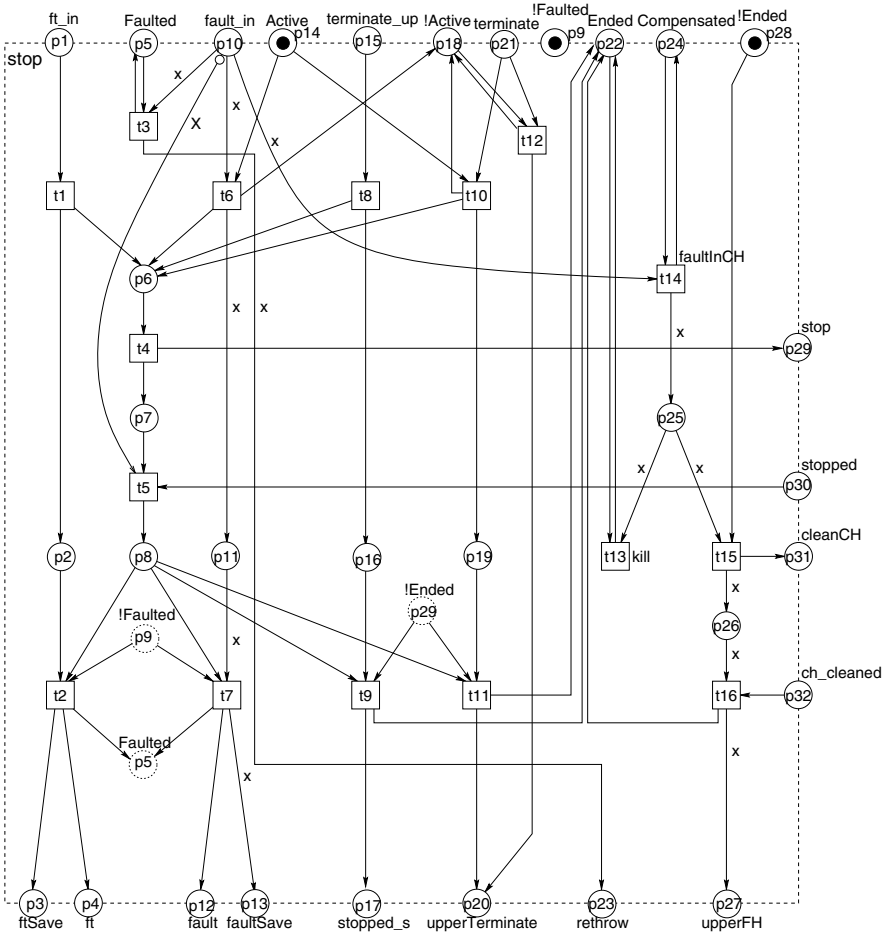 ft_in Faulted fault_in Active terminate_up !Active terminate !Faulted Ended Compensated !Ended
p1 p5 p10 p14 p15 p18 p21 p9 p22 p24 p28
stop
x
t3 x X x t12
t1 t6 t8 t10
p6 t14 faultInCH
x x
t4 x stop
p29
p7 p25
x x stopped
t5 p30
cleanCH
p2 p8 p11 p16 p19 t13 kill t15 p31
!Ended x
!Faulted p29 p26
p9 x x
ch_cleaned
t2 t7 t9 t11 t16 p32
Faulted x
p5 x
p3 p4 p12 p13 p17 p20 p23 p27
ftSave ft fault faultSave stopped_s upperTerminate rethrow upperFH